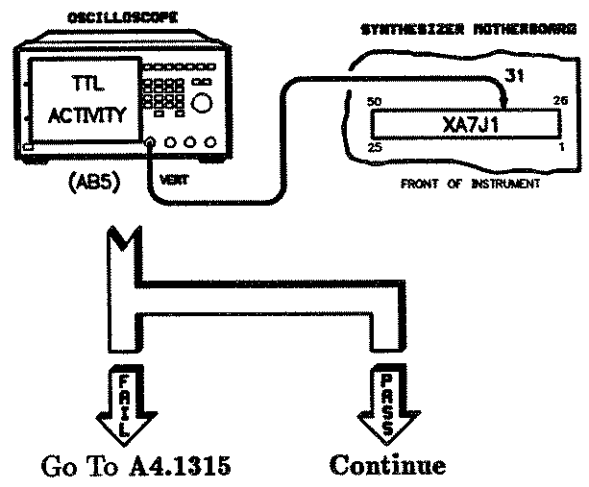 OSCILLOSCOPE
SYNTHESIZER MOTHERBOARD
TTL
ACTIVITY
31
50
26
XA7J1
25
1
(AB5)
VERT
FRONT OF INSTRUMENT
FAIL
PASS
Go To A4.1315
Continue